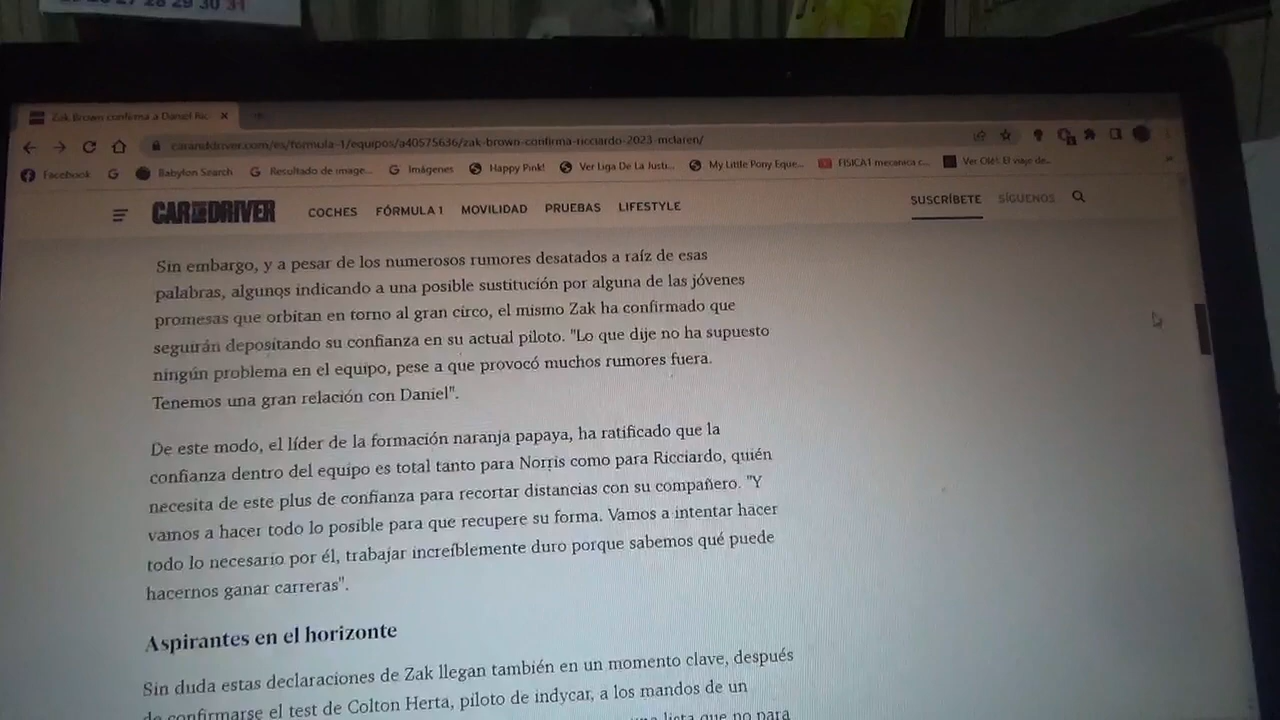 27 28 29 30 31
Zak Brown confirma a Daniel Ric
caranddriver.com/es/formula-1/equipos/a40575636/zak-brown-confirma-ricciardo-2023-mclaren/
Facebook Babylon Search Resultado de image... Imágenes Happy Pink! Ver Liga De La Justi... My Little Pony Eque... FISICA1 mecanica c... Ver Olé!: El viaje de...
CAR AND DRIVER COCHES FÓRMULA 1 MOVILIDAD PRUEBAS LIFESTYLE SUSCRÍBETE SÍGUENOS
Sin embargo, y a pesar de los numerosos rumores desatados a raíz de esas
palabras, algunos indicando a una posible sustitución por alguna de las jóvenes
promesas que orbitan en torno al gran circo, el mismo Zak ha confirmado que
seguirán depositando su confianza en su actual piloto. "Lo que dije no ha supuesto
ningún problema en el equipo, pese a que provocó muchos rumores fuera.
Tenemos una gran relación con Daniel".
De este modo, el líder de la formación naranja papaya, ha ratificado que la
confianza dentro del equipo es total tanto para Norris como para Ricciardo, quién
necesita de este plus de confianza para recortar distancias con su compañero. "Y
vamos a hacer todo lo posible para que recupere su forma. Vamos a intentar hacer
todo lo necesario por él, trabajar increíblemente duro porque sabemos qué puede
hacernos ganar carreras".
Aspirantes en el horizonte
Sin duda estas declaraciones de Zak llegan también en un momento clave, después
de confirmarse el test de Colton Herta, piloto de indycar, a los mandos de un
lista que no para